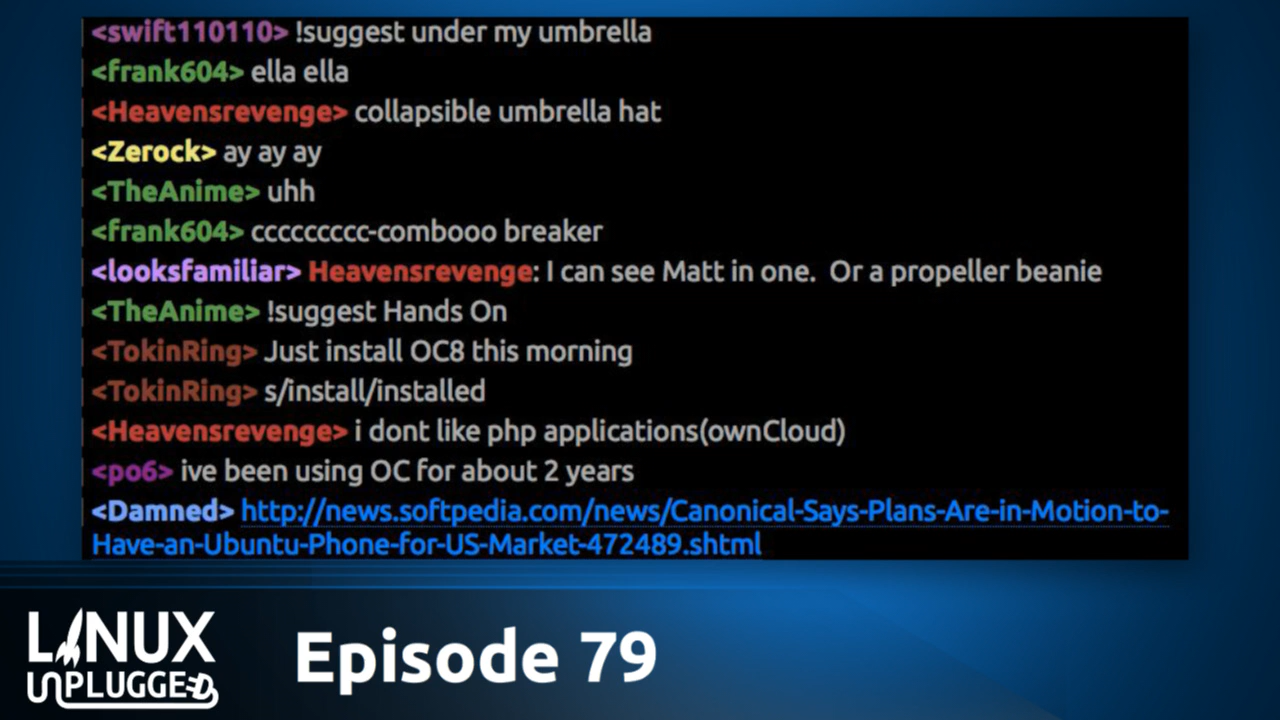 <swift110110> !suggest under my umbrella
<frank604> ella ella
<Heavensrevenge> collapsible umbrella hat
<Zerock> ay ay ay
<TheAnime> uhh
<frank604> ccccccccc-combooo breaker
<looksfamiliar> Heavensrevenge: I can see Matt in one.  Or a propeller beanie
<TheAnime> !suggest Hands On
<TokinRing> Just install OC8 this morning
<TokinRing> s/install/installed
<Heavensrevenge> i dont like php applications(ownCloud)
<po6> ive been using OC for about 2 years
<Damned> http://news.softpedia.com/news/Canonical-Says-Plans-Are-in-Motion-to-
Have-an-Ubuntu-Phone-for-US-Market-472489.shtml
LINUX
UNPLUGGED
Episode 79